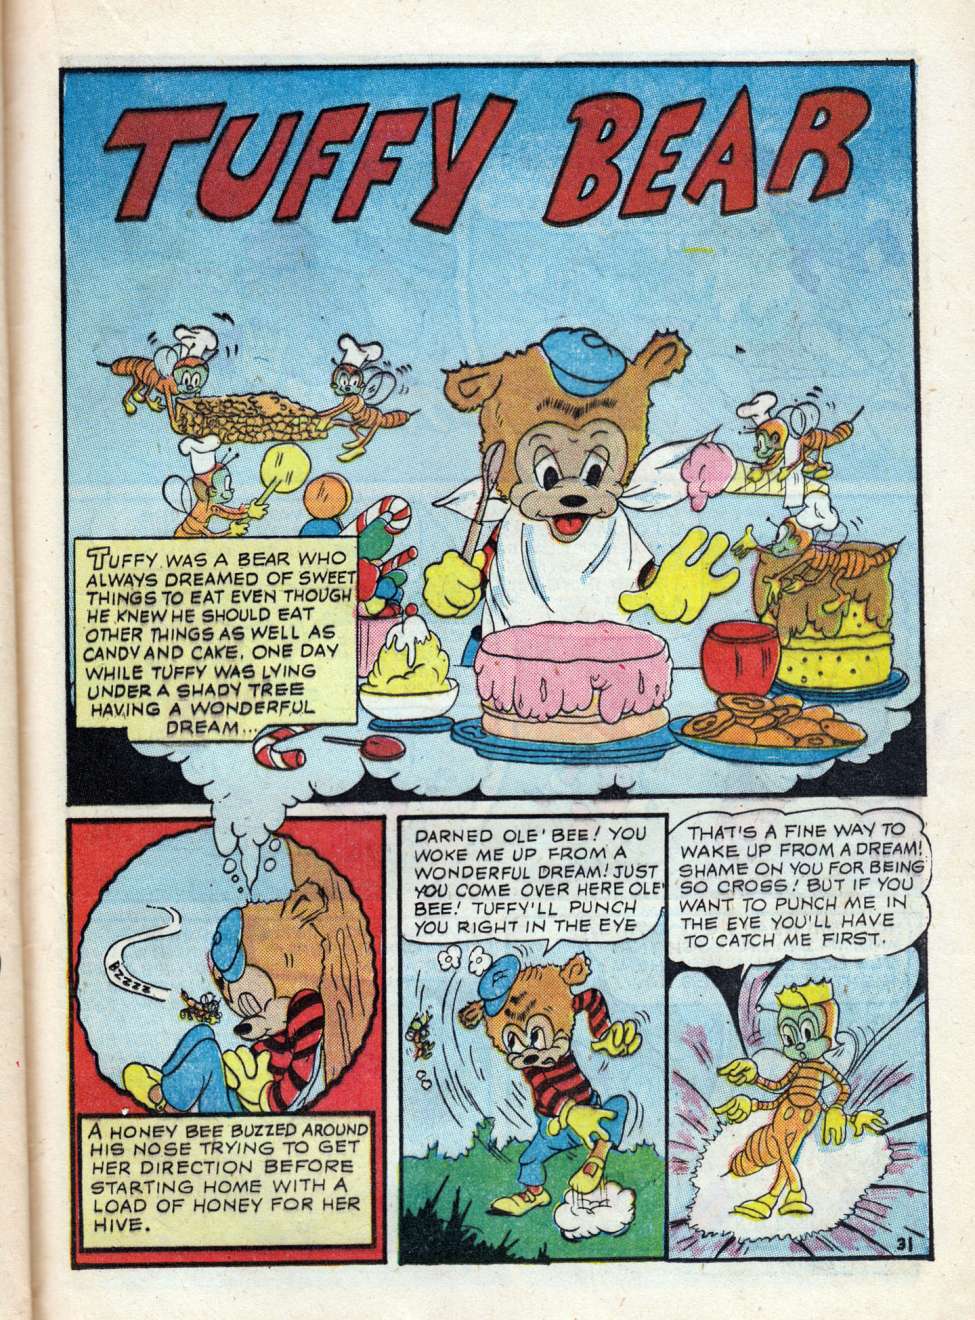 TUFFY BEAR
TUFFY WAS A BEAR WHO
ALWAYS DREAMED OF SWEET
THINGS TO EAT EVEN THOUGH
HE KNEW HE SHOULD EAT
OTHER THINGS AS WELL AS
CANDY AND CAKE. ONE DAY
WHILE TUFFY WAS LYING
UNDER A SHADY TREE
HAVING A WONDERFUL
DREAM...
BZZZZ
A HONEY BEE BUZZED AROUND
HIS NOSE TRYING TO GET
HER DIRECTION BEFORE
STARTING HOME WITH A
LOAD OF HONEY FOR HER
HIVE.
DARNED OLE' BEE! YOU
WOKE ME UP FROM A
WONDERFUL DREAM! JUST
YOU COME OVER HERE OLE'
BEE! TUFFY'LL PUNCH
YOU RIGHT IN THE EYE
THAT'S A FINE WAY TO
WAKE UP FROM A DREAM!
SHAME ON YOU FOR BEING
SO CROSS! BUT IF YOU
WANT TO PUNCH ME IN
THE EYE YOU'LL HAVE
TO CATCH ME FIRST.
31